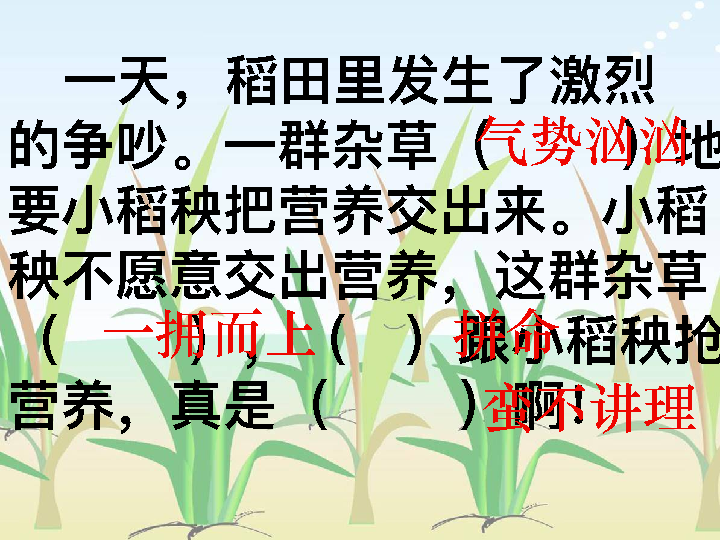 一天，稻田里发生了激烈
的争吵。一群杂草（气势汹汹）地
要小稻秧把营养交出来。小稻
秧不愿意交出营养，这群杂草
（一拥而上），（ ）拼命跟小稻秧抢
营养，真是（ ）蛮不讲理啊！